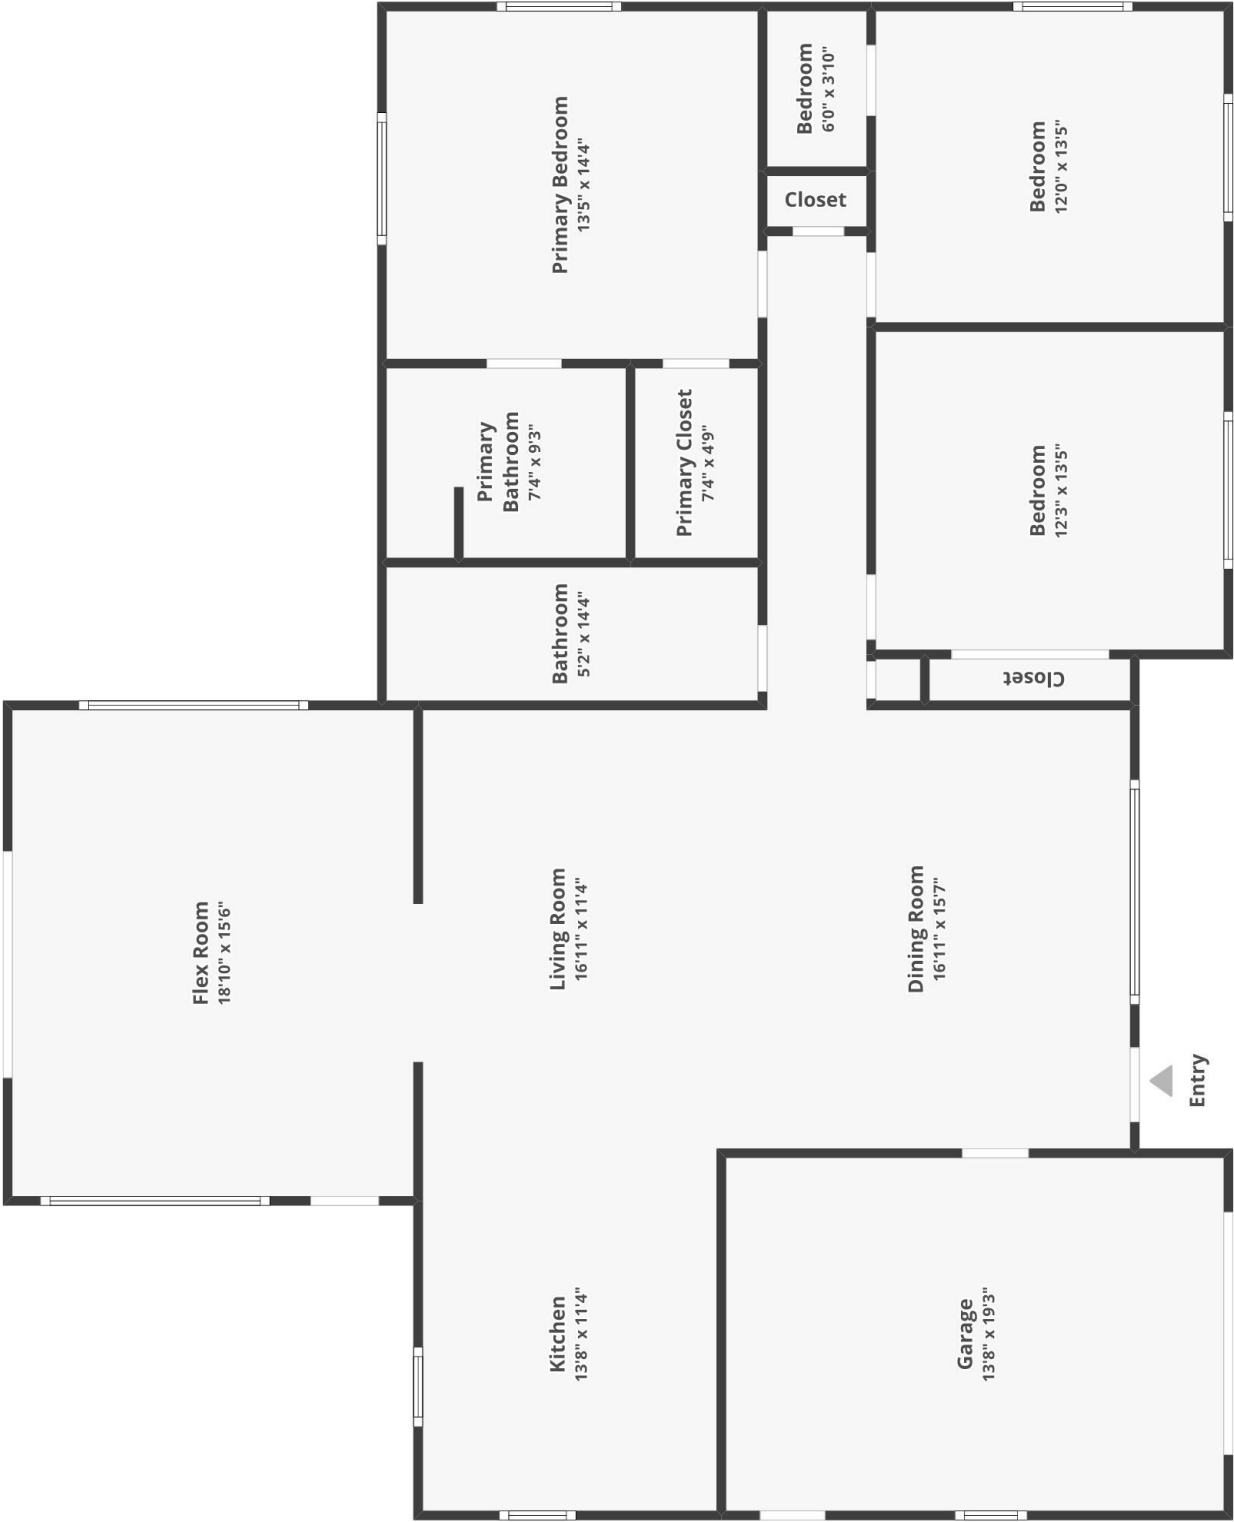 Primary Bedroom
13'5" x 14'4"
Bedroom
6'0" x 3'10"
Closet
Bedroom
12'0" x 13'5"
Primary
Bathroom
7'4" x 9'3"
Primary Closet
7'4" x 4'9"
Bedroom
12'3" x 13'5"
Bathroom
5'2" x 14'4"
Closet
Flex Room
18'10" x 15'6"
Living Room
16'11" x 11'4"
Dining Room
16'11" x 15'7"
Entry
Kitchen
13'8" x 11'4"
Garage
13'8" x 19'3"